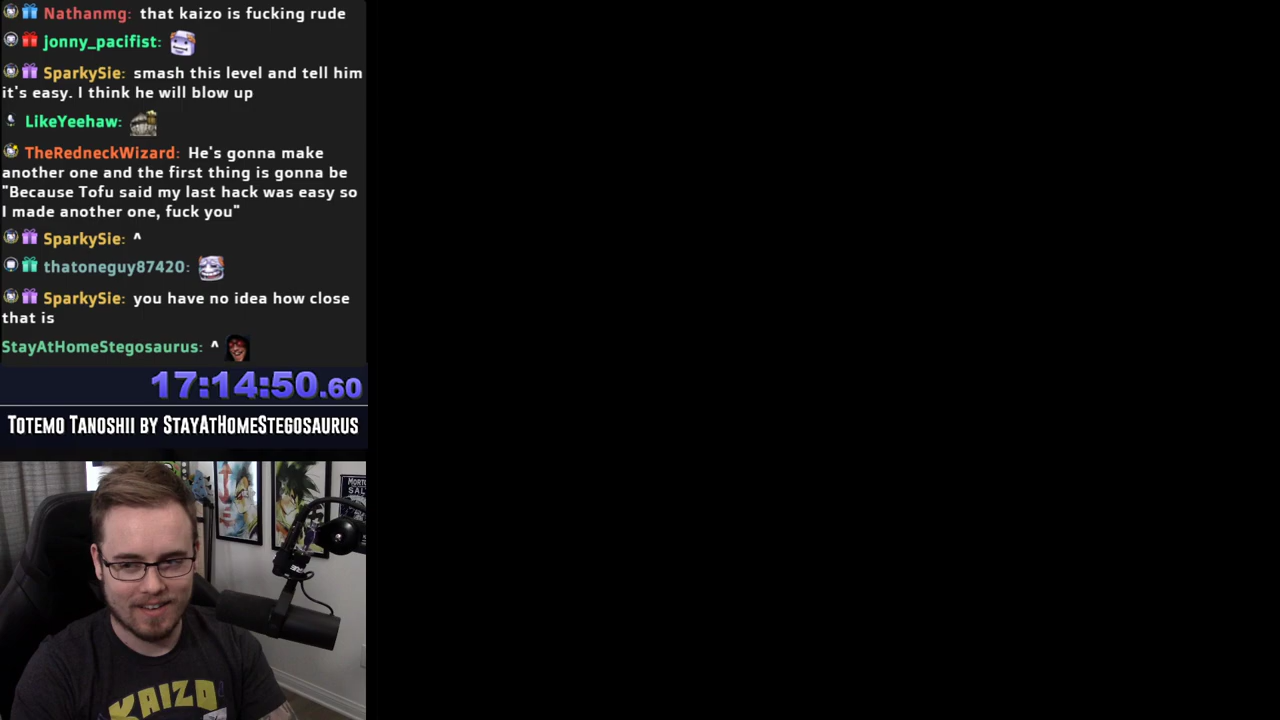 Nathanmg: that kaizo is fucking rude
jonny_pacifist:
SparkySie: smash this level and tell him
it's easy. I think he will blow up
LikeYeehaw:
TheRedneckWizard: He's gonna make
another one and the first thing is gonna be
"Because Tofu said my last hack was easy so
I made another one, fuck you"
SparkySie: ^
thatoneguy87420:
SparkySie: you have no idea how close
that is
StayAtHomeStegosaurus: ^
17:14:50.60
TOTEMO TANOSHII BY STAYATHOMESTEGOSAURUS
MORTON
SALT
KAIZO